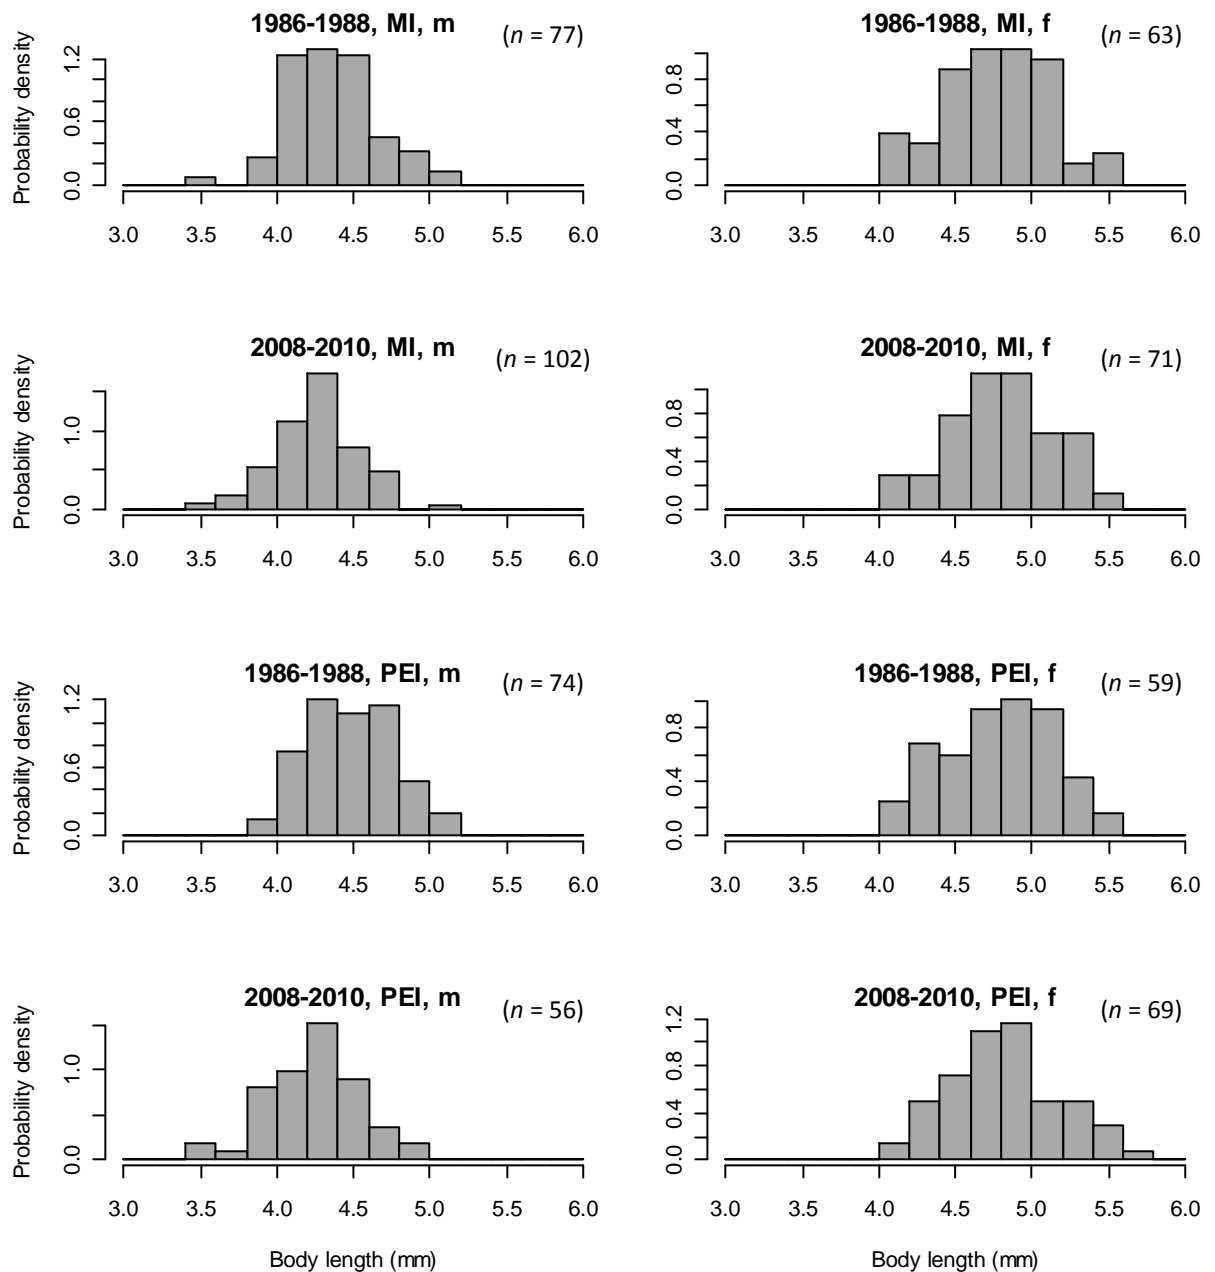 1986-1988, MI, m
(n = 77)
Probability density
0.0 0.6 1.2
3.0 3.5 4.0 4.5 5.0 5.5 6.0
1986-1988, MI, f
(n = 63)
0.0 0.4 0.8
3.0 3.5 4.0 4.5 5.0 5.5 6.0
2008-2010, MI, m
(n = 102)
Probability density
0.0 1.0
3.0 3.5 4.0 4.5 5.0 5.5 6.0
2008-2010, MI, f
(n = 71)
0.0 0.4 0.8
3.0 3.5 4.0 4.5 5.0 5.5 6.0
1986-1988, PEI, m
(n = 74)
Probability density
0.0 0.6 1.2
3.0 3.5 4.0 4.5 5.0 5.5 6.0
1986-1988, PEI, f
(n = 59)
0.0 0.4 0.8
3.0 3.5 4.0 4.5 5.0 5.5 6.0
2008-2010, PEI, m
(n = 56)
Probability density
0.0 1.0
3.0 3.5 4.0 4.5 5.0 5.5 6.0
Body length (mm)
2008-2010, PEI, f
(n = 69)
0.0 0.4 0.8 1.2
3.0 3.5 4.0 4.5 5.0 5.5 6.0
Body length (mm)